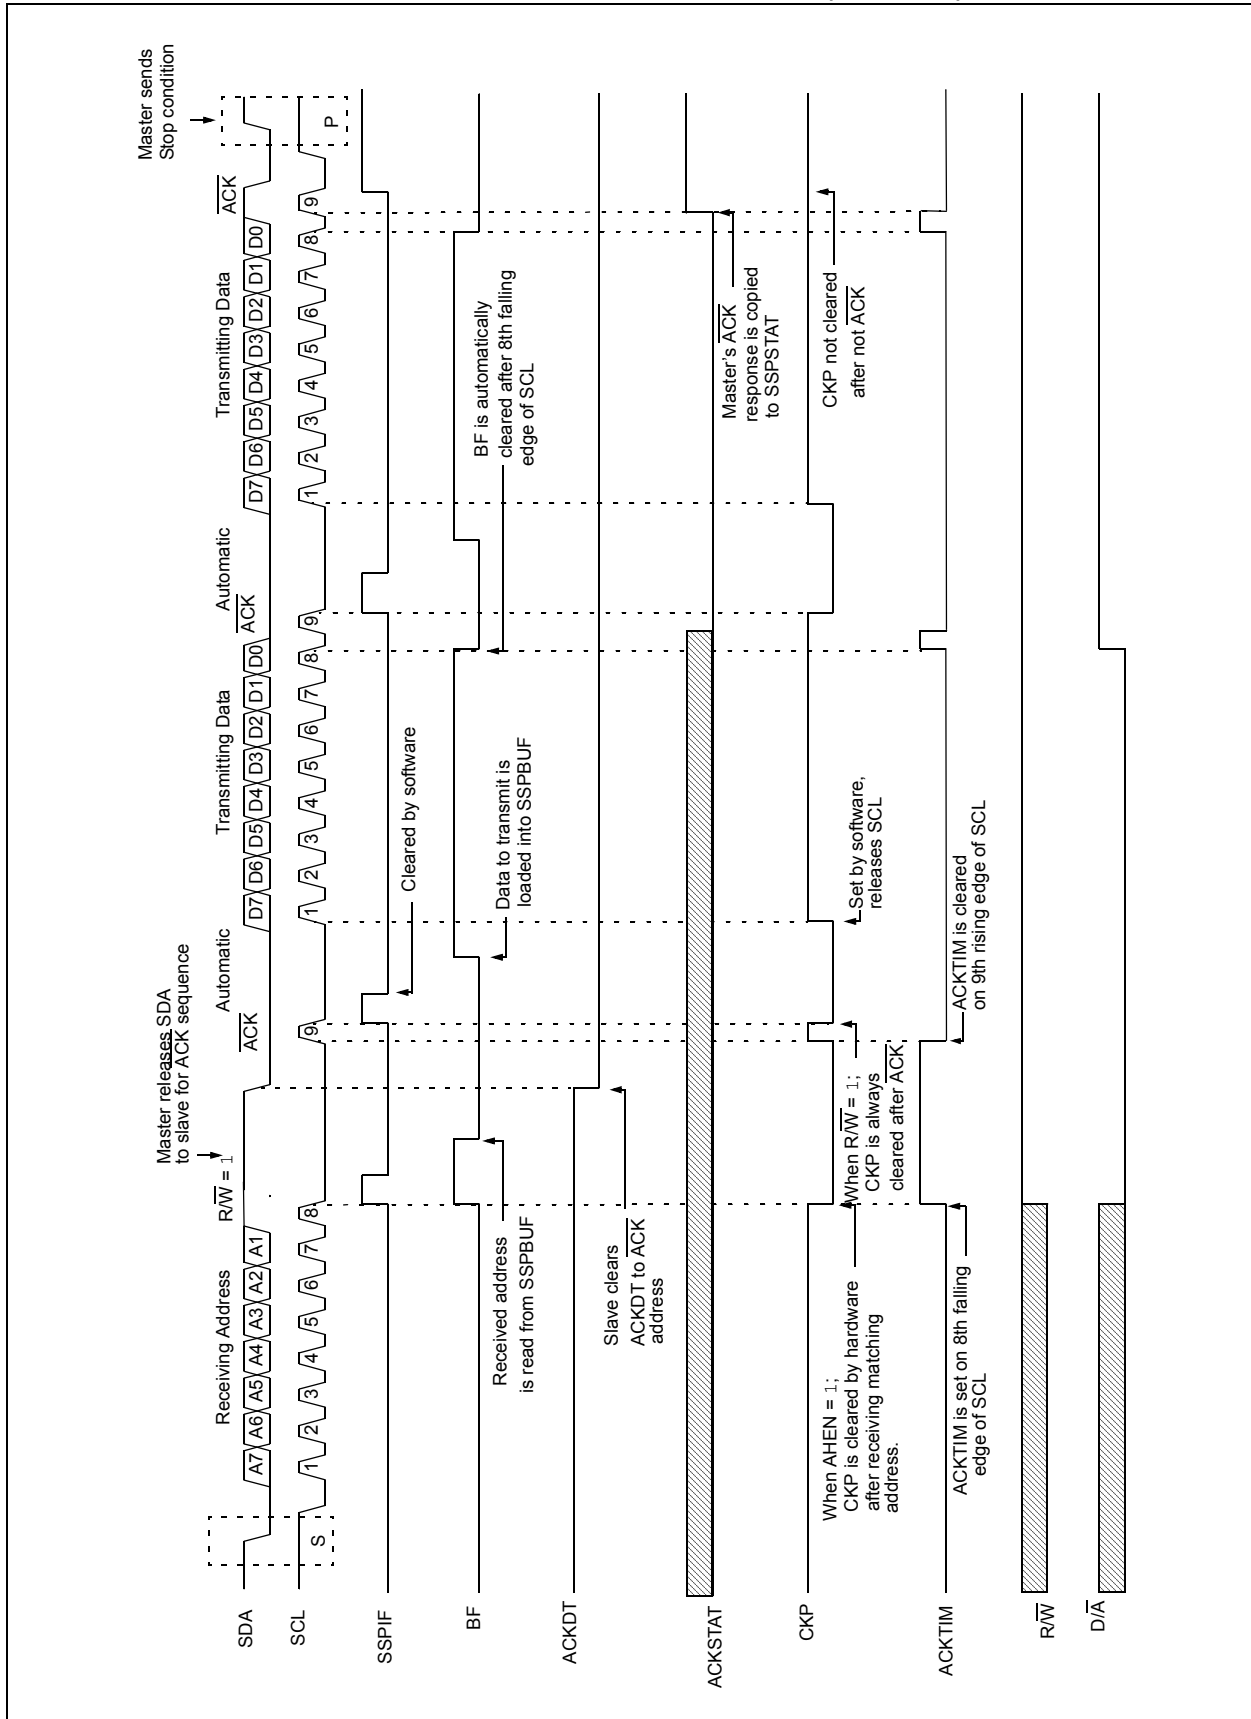 Master releases SDA
to slave for ACK sequence
Master sends
Stop condition
Receiving Address
R/W = 1
ACK
Automatic
Transmitting Data
ACK
Automatic
Transmitting Data
ACK
SDA
A7 A6 A5 A4 A3 A2 A1
D7 D6 D5 D4 D3 D2 D1 D0
D7 D6 D5 D4 D3 D2 D1 D0
SCL
S
1 2 3 4 5 6 7 8 9
1 2 3 4 5 6 7 8 9
1 2 3 4 5 6 7 8 9
P
SSPIF
Cleared by software
BF
Received address
is read from SSPBUF
Data to transmit is
loaded into SSPBUF
BF is automatically
cleared after 8th falling
edge of SCL
ACKDT
Slave clears
ACKDT to ACK
address
ACKSTAT
Master's ACK
response is copied
to SSPSTAT
CKP
When AHEN = 1;
CKP is cleared by hardware
after receiving matching
address.
When R/W = 1;
CKP is always
cleared after ACK
Set by software,
releases SCL
CKP not cleared
after not ACK
ACKTIM
ACKTIM is set on 8th falling
edge of SCL
ACKTIM is cleared
on 9th rising edge of SCL
R/W
D/A